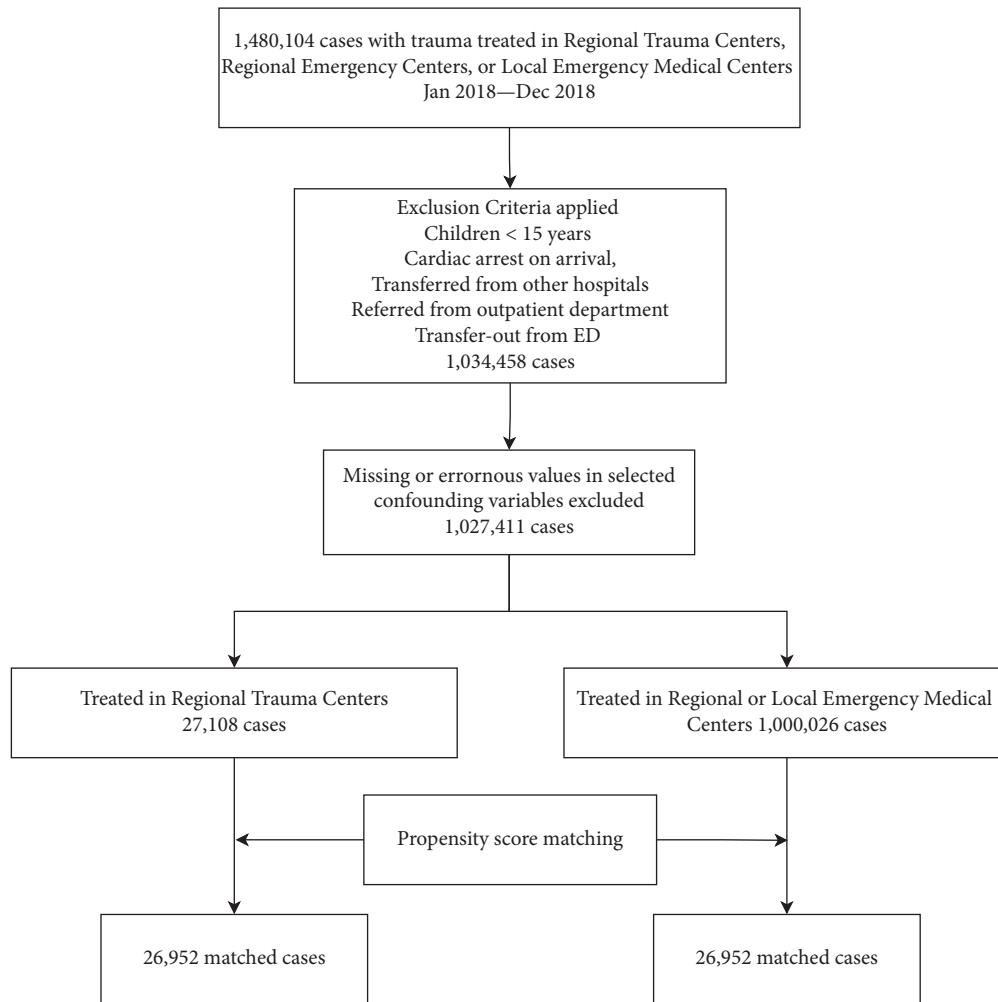 1,480,104 cases with trauma treated in Regional Trauma Centers,
Regional Emergency Centers, or Local Emergency Medical Centers
Jan 2018—Dec 2018
Exclusion Criteria applied
Children < 15 years
Cardiac arrest on arrival,
Transferred from other hospitals
Referred from outpatient department
Transfer-out from ED
1,034,458 cases
Missing or errornous values in selected
confounding variables excluded
1,027,411 cases
Treated in Regional Trauma Centers
27,108 cases
Treated in Regional or Local Emergency Medical
Centers 1,000,026 cases
Propensity score matching
26,952 matched cases
26,952 matched cases